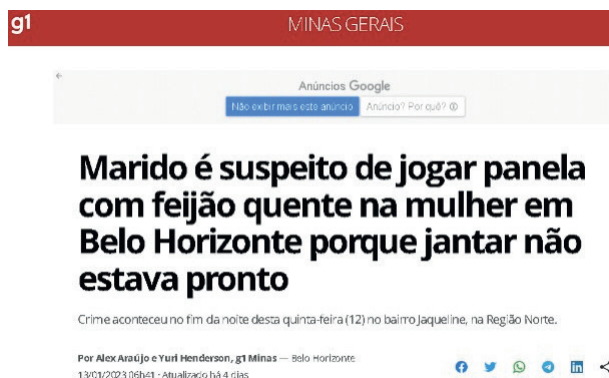 g1
MINAS GERAIS
Anúncios Google
Não exibir mais este anúncio
Anúncio? Por quê?
Marido é suspeito de jogar panela
com feijão quente na mulher em
Belo Horizonte porque jantar não
estava pronto
Crime aconteceu no fim da noite desta quinta-feira (12) no bairro Jaqueline, na Região Norte.
Por Alex Araújo e Yuri Henderson, g1 Minas — Belo Horizonte
13/01/2023 06h41 · Atualizado há 4 dias